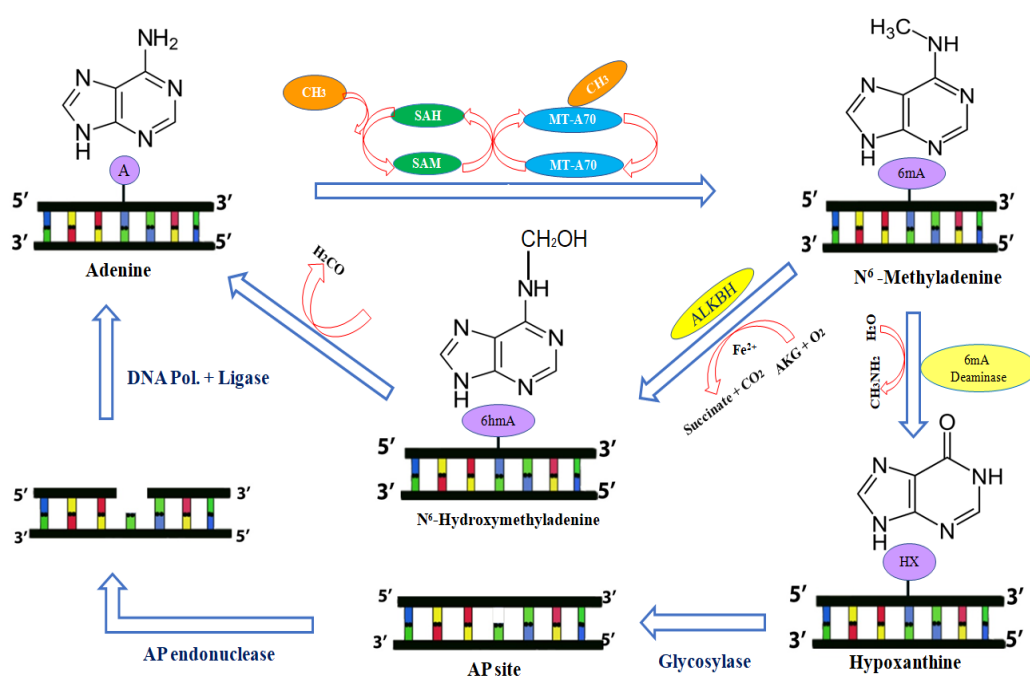 NH2
N
N
N
H
N
A
5′
3′
3′
5′
Adenine
CH3
SAH
SAM
CH3
MT-A70
MT-A70
H3C
NH
N
N
N
H
N
6mA
5′
3′
3′
5′
N6 -Methyladenine
H2CO
CH2OH
NH
N
N
N
H
N
6hmA
5′
3′
3′
5′
N6-Hydroxymethyladenine
ALKBH
Fe2+
AKG + O2
Succinate + CO2
H2O
CH3NH2
6mA
Deaminase
O
N
NH
N
H
N
HX
5′
3′
3′
5′
Hypoxanthine
Glycosylase
5′
3′
3′
5′
AP site
AP endonuclease
5′
3′
3′
5′
DNA Pol. + Ligase